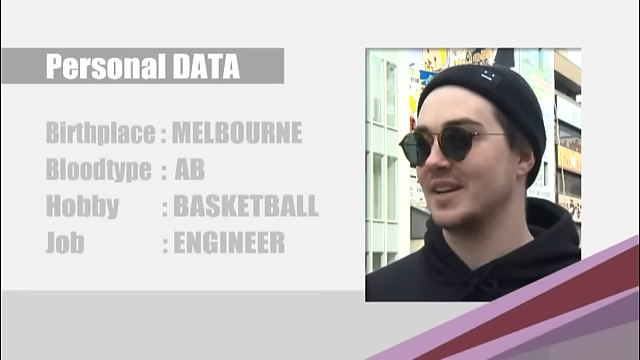 Personal DATA
Birthplace : MELBOURNE
Bloodtype : AB
Hobby : BASKETBALL
Job : ENGINEER